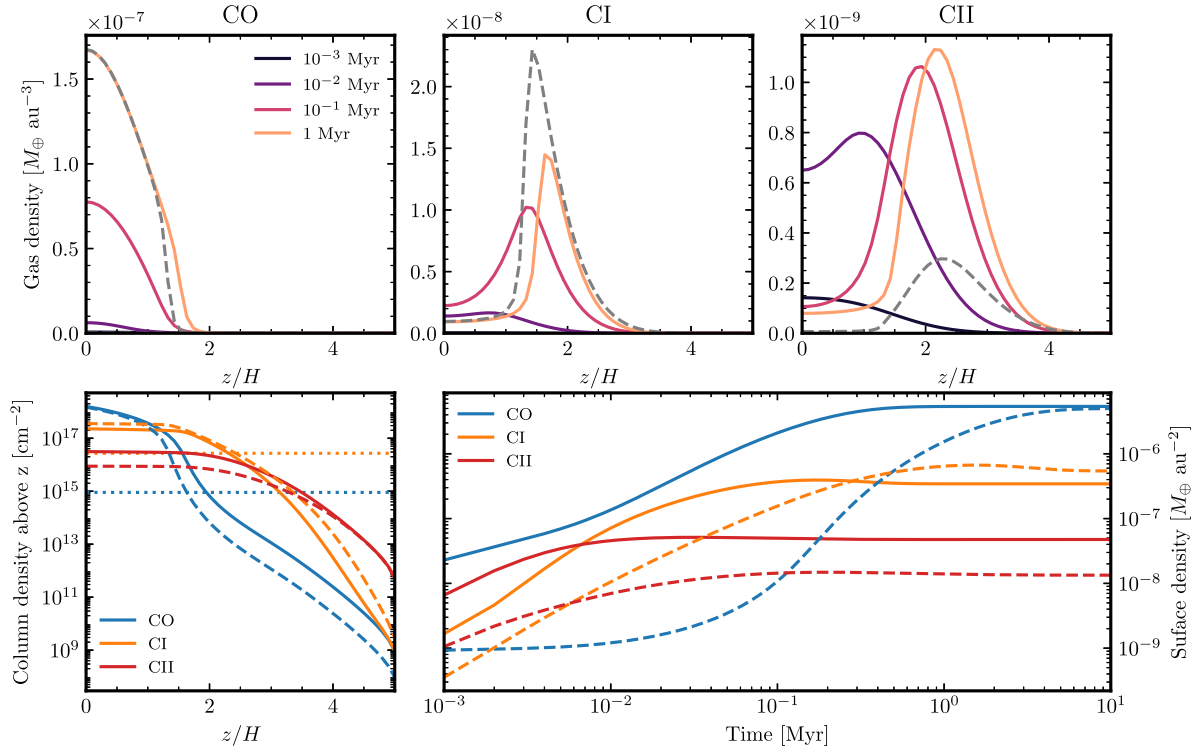 CO
CI
CII
×10⁻⁷
×10⁻⁸
×10⁻⁹
Gas density [M⊕ au⁻³]
1.5
1.0
0.5
0.0
10⁻³ Myr
10⁻² Myr
10⁻¹ Myr
1 Myr
0
2
4
z/H
2.0
1.5
1.0
0.5
0.0
0
2
4
z/H
1.0
0.8
0.6
0.4
0.2
0.0
0
2
4
z/H
Column density above z [cm⁻²]
10¹⁷
10¹⁵
10¹³
10¹¹
10⁹
CO
CI
CII
0
2
4
z/H
CO
CI
CII
10⁻³
10⁻²
10⁻¹
10⁰
10¹
Time [Myr]
10⁻⁶
10⁻⁷
10⁻⁸
10⁻⁹
Suface density [M⊕ au⁻²]